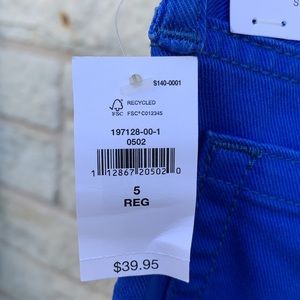 S140-0001
RECYCLED
FSC FSC® C012345
197128-00-1
0502
1 12867 20502 0
5
REG
$39.95